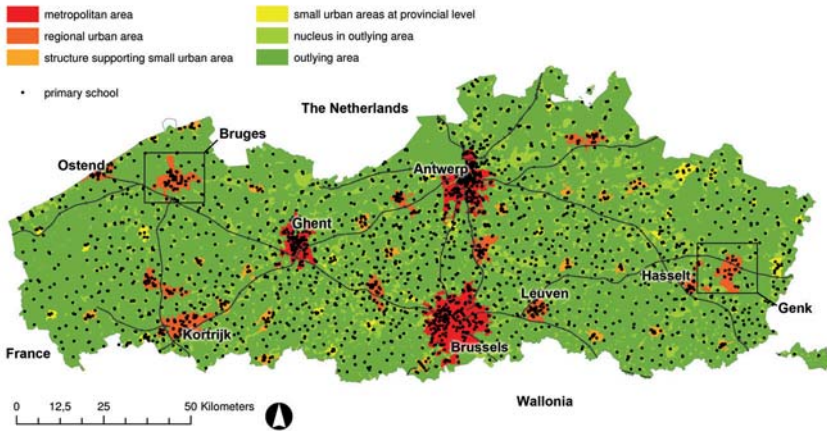 metropolitan area
regional urban area
structure supporting small urban area
small urban areas at provincial level
nucleus in outlying area
outlying area
primary school
The Netherlands
Bruges
Ostend
Antwerp
Ghent
Hasselt
Leuven
Genk
Kortrijk
Brussels
France
Wallonia
0 12,5 25 50 Kilometers